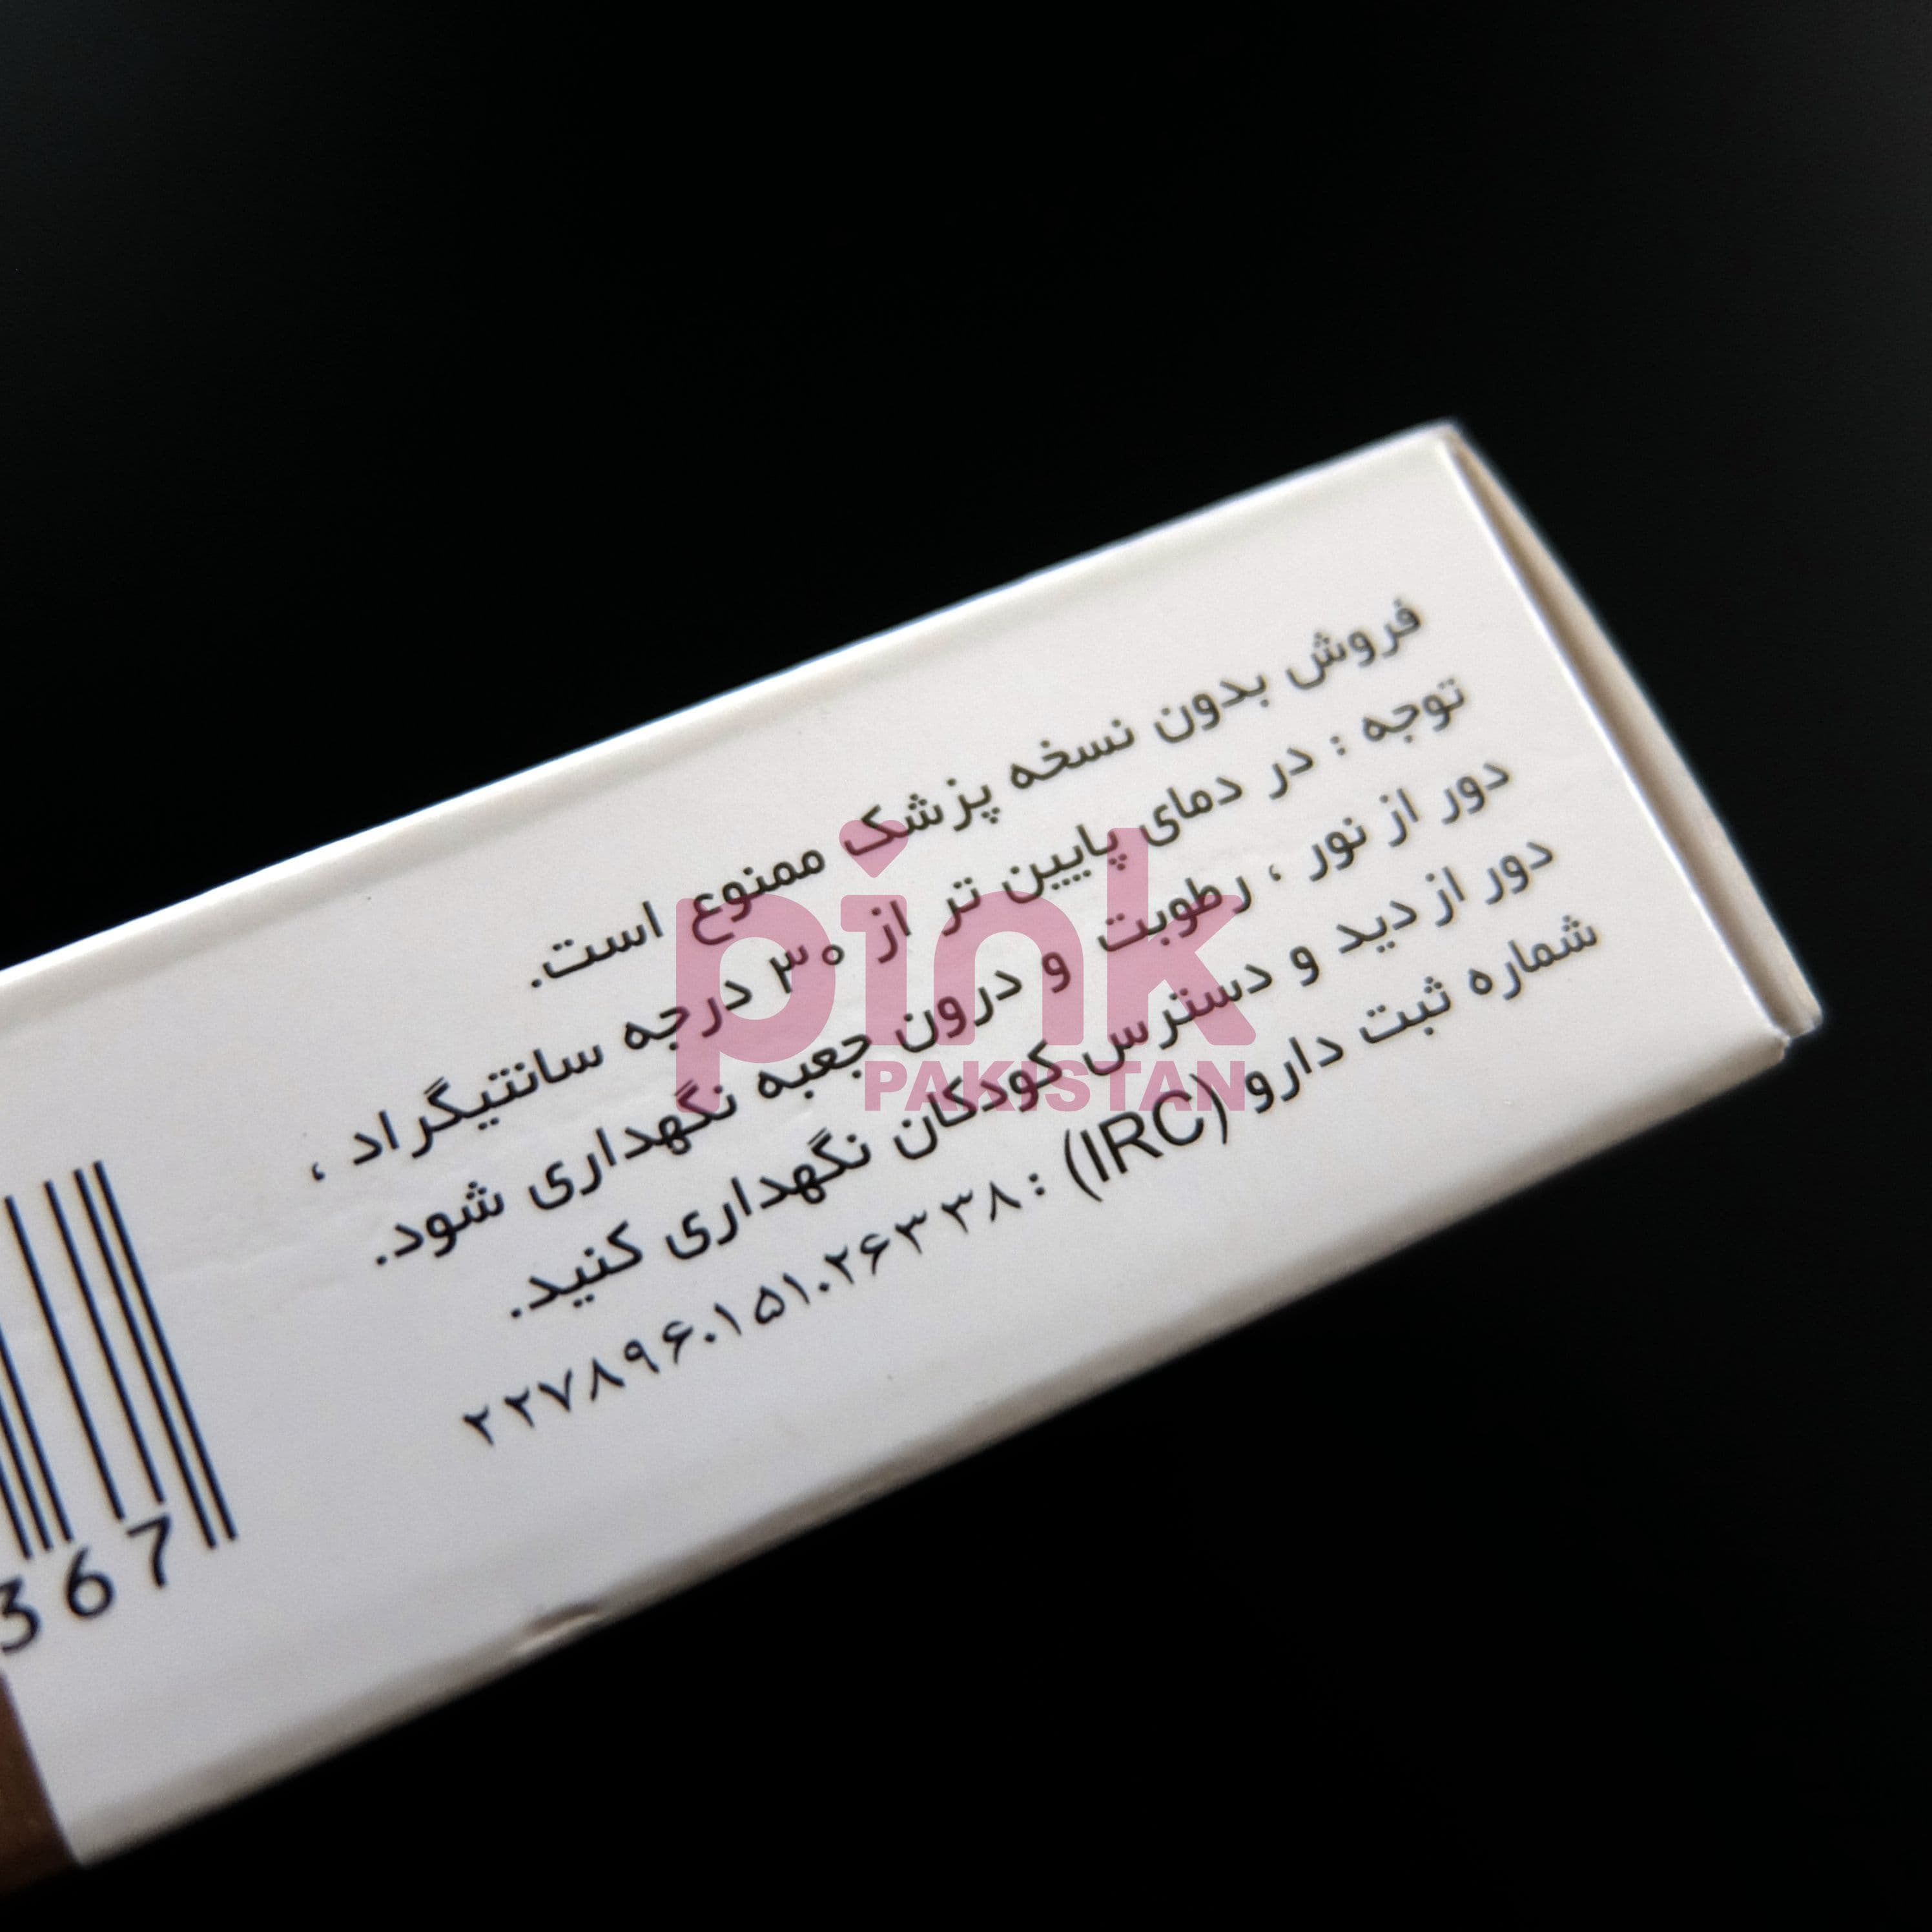 فروش بدون نسخه پزشک ممنوع است.
توجه : در دمای پایین تر از ۳۰ درجه سانتیگراد ،
دور از نور ، رطوبت و درون جعبه نگهداری شود.
دور از دید و دسترس کودکان نگهداری کنید.
شماره ثبت دارو (IRC) : ۲۲۷۸۹۶۰۱۵۱۰۲۶۳۳۸
367
pink
PAKISTAN